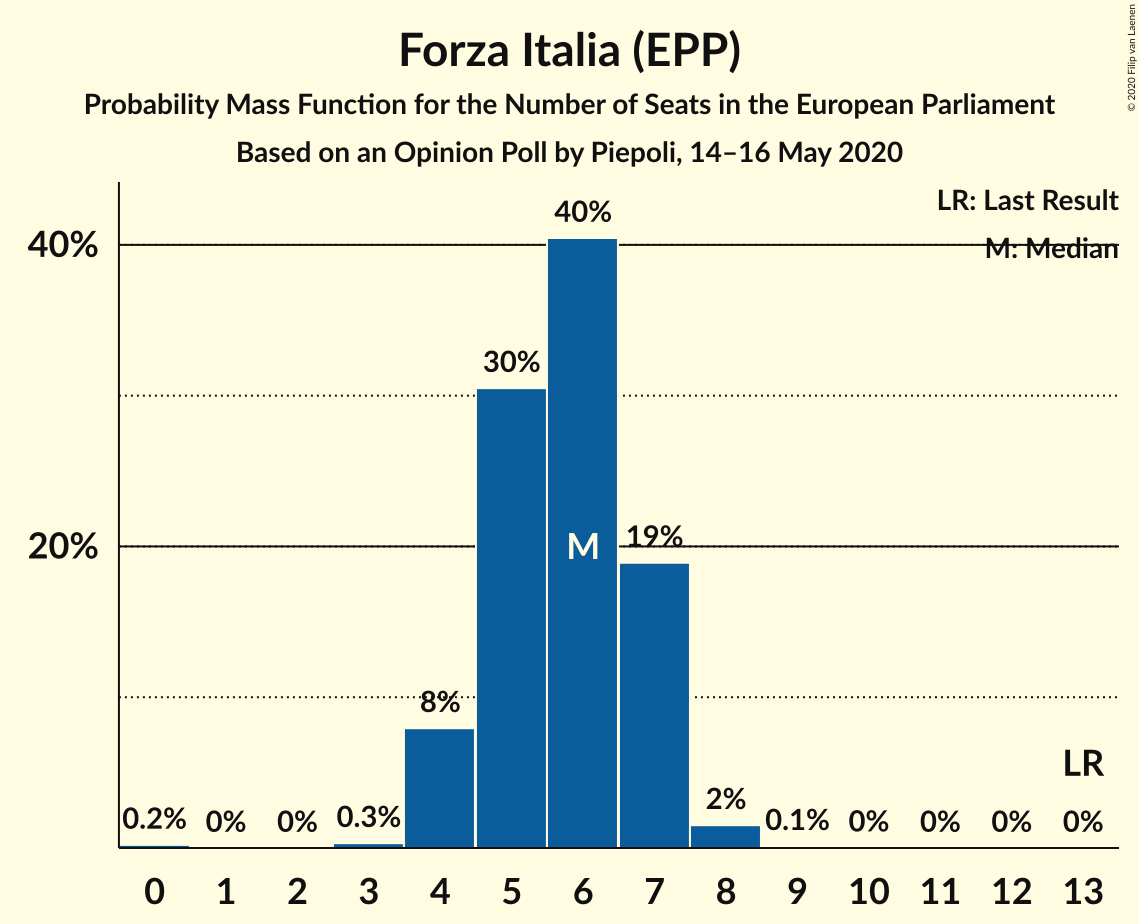 Forza Italia (EPP)
Probability Mass Function for the Number of Seats in the European Parliament
Based on an Opinion Poll by Piepoli, 14–16 May 2020
© 2020 Filip van Laenen
LR: Last Result
M: Median
40%
20%
0.2% 0% 0% 0.3% 8% 30% 40% 19% 2% 0.1% 0% 0% 0% 0%
M
LR
0 1 2 3 4 5 6 7 8 9 10 11 12 13